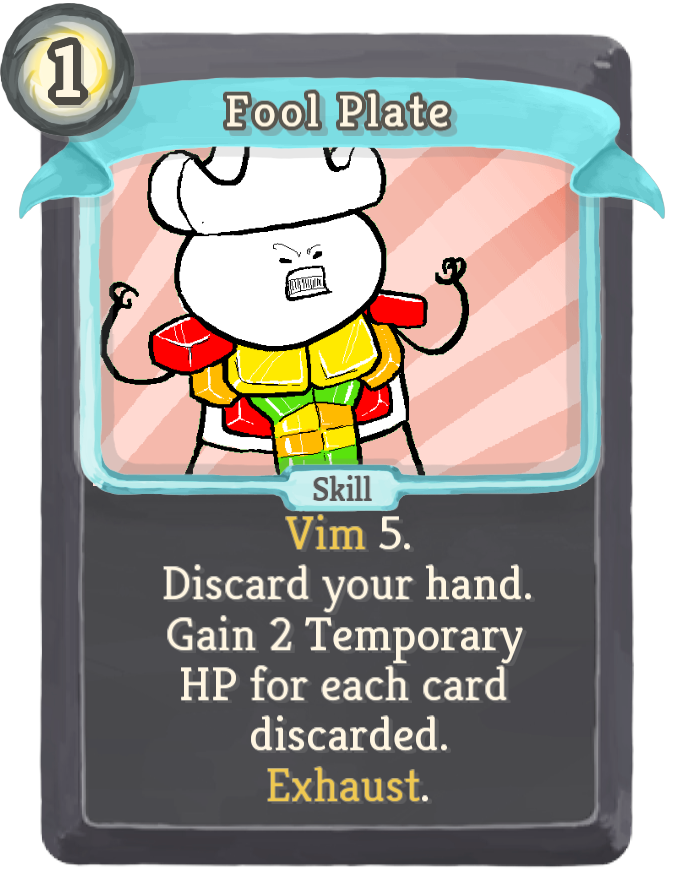 1
Fool Plate
Skill
Vim 5.
Discard your hand.
Gain 2 Temporary
HP for each card
discarded.
Exhaust.